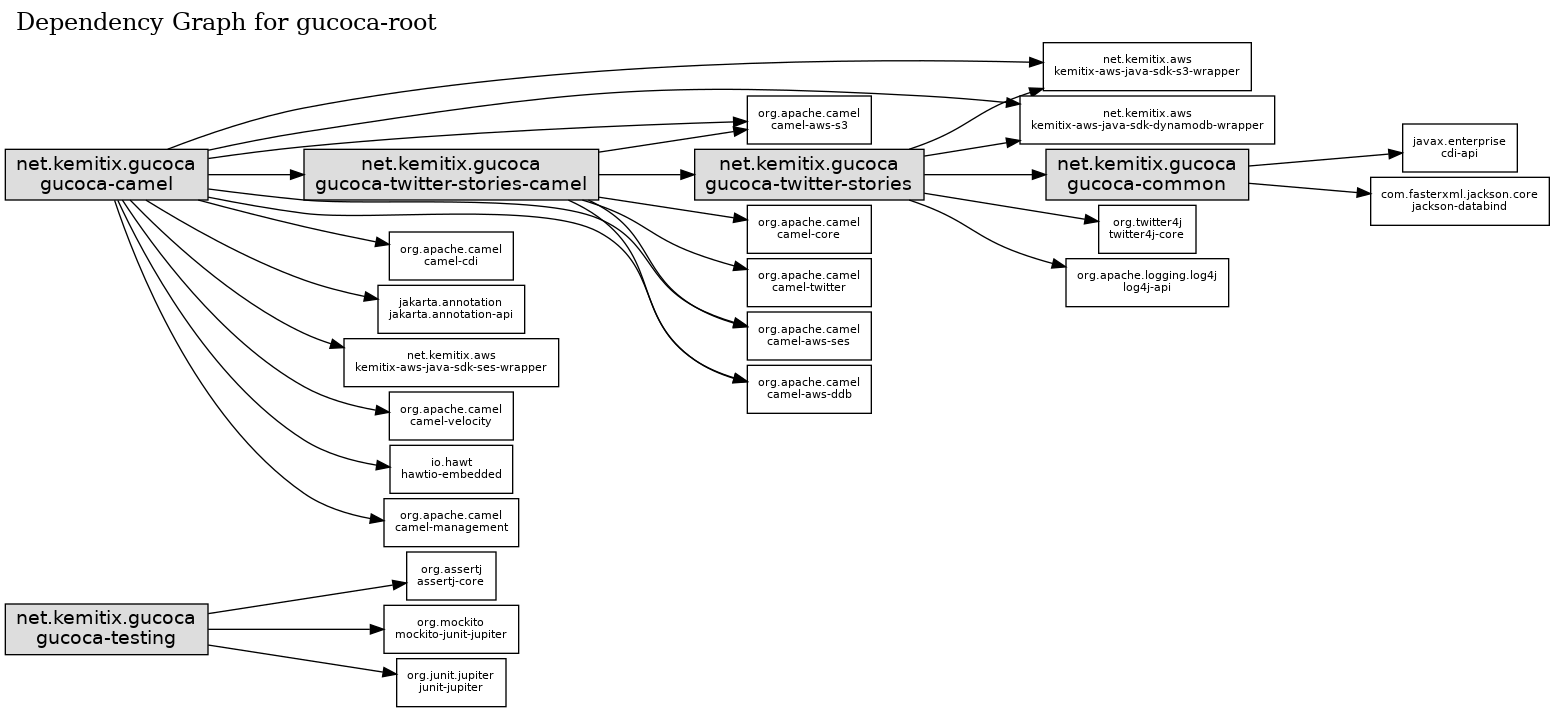 Dependency Graph for gucoca-root
net.kemitix.aws
kemitix-aws-java-sdk-s3-wrapper
org.apache.camel
camel-aws-s3
net.kemitix.aws
kemitix-aws-java-sdk-dynamodb-wrapper
javax.enterprise
cdi-api
net.kemitix.gucoca
gucoca-camel
net.kemitix.gucoca
gucoca-twitter-stories-camel
net.kemitix.gucoca
gucoca-twitter-stories
net.kemitix.gucoca
gucoca-common
com.fasterxml.jackson.core
jackson-databind
org.apache.camel
camel-core
org.twitter4j
twitter4j-core
org.apache.camel
camel-cdi
org.apache.camel
camel-twitter
org.apache.logging.log4j
log4j-api
jakarta.annotation
jakarta.annotation-api
org.apache.camel
camel-aws-ses
net.kemitix.aws
kemitix-aws-java-sdk-ses-wrapper
org.apache.camel
camel-aws-ddb
org.apache.camel
camel-velocity
io.hawt
hawtio-embedded
org.apache.camel
camel-management
org.assertj
assertj-core
net.kemitix.gucoca
gucoca-testing
org.mockito
mockito-junit-jupiter
org.junit.jupiter
junit-jupiter